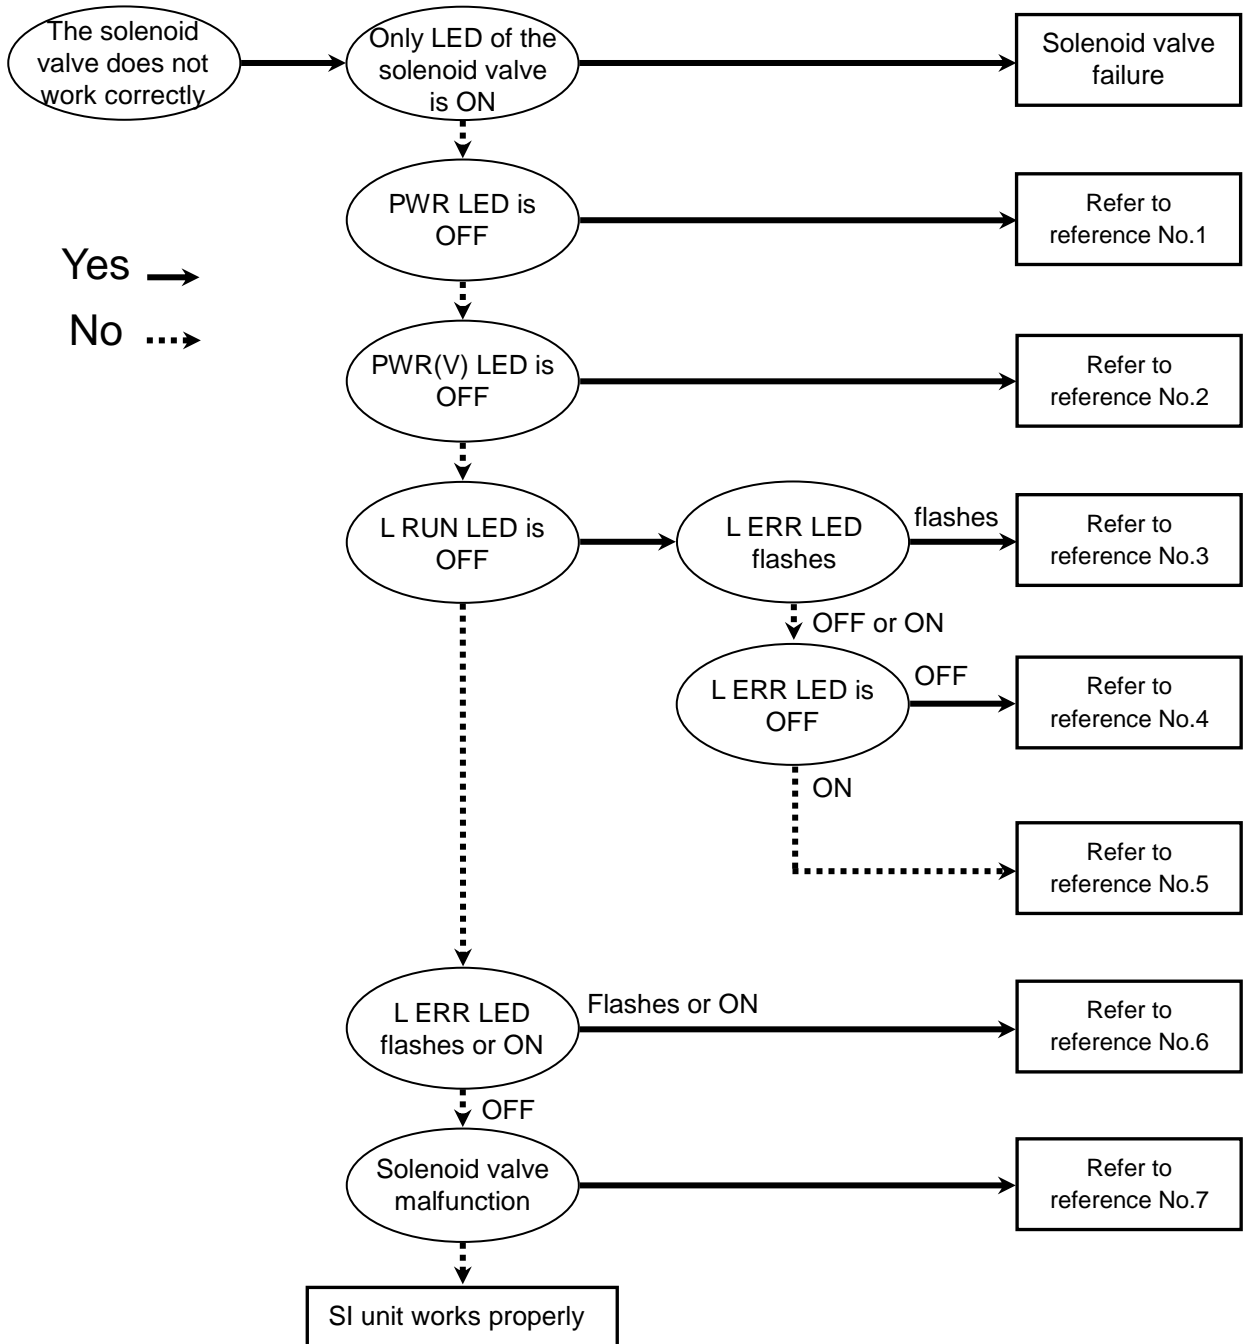 The solenoid
valve does not
work correctly
Only LED of the
solenoid valve
is ON
Solenoid valve
failure
PWR LED is
OFF
Refer to
reference No.1
Yes
No
PWR(V) LED is
OFF
Refer to
reference No.2
L RUN LED is
OFF
L ERR LED
flashes
flashes
Refer to
reference No.3
OFF or ON
L ERR LED is
OFF
OFF
Refer to
reference No.4
ON
Refer to
reference No.5
L ERR LED
flashes or ON
Flashes or ON
Refer to
reference No.6
OFF
Solenoid valve
malfunction
Refer to
reference No.7
SI unit works properly